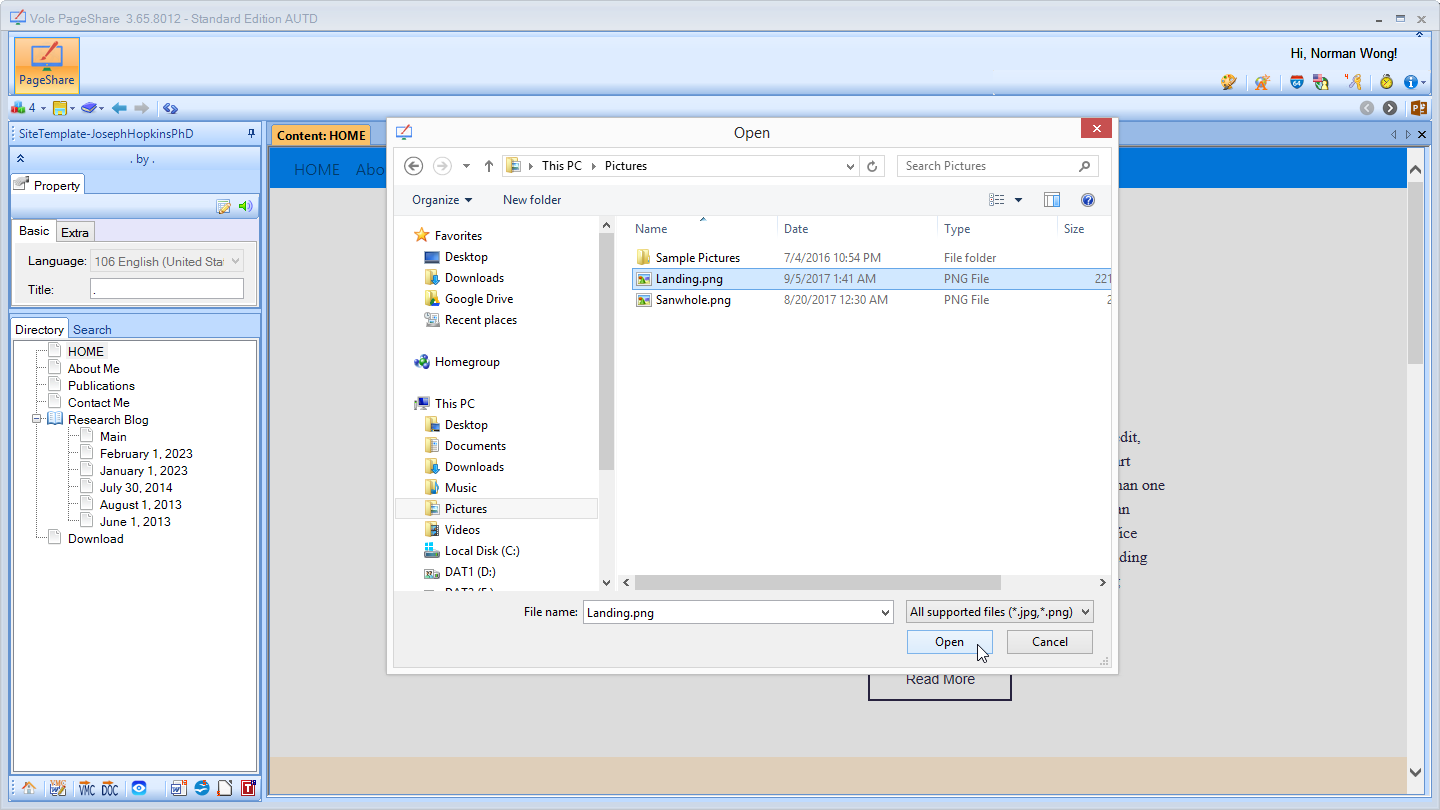 Vole PageShare 3.65.8012 - Standard Edition AUTD
PageShare
Hi, Norman Wong!
4
SiteTemplate-JosephHopkinsPhD
. by .
Property
Basic
Extra
Language: 106 English (United Sta
Title: .
Directory
Search
HOME
About Me
Publications
Contact Me
Research Blog
Main
February 1, 2023
January 1, 2023
July 30, 2014
August 1, 2013
June 1, 2013
Download
VMC
DOC
Content: HOME
HOME
Abo
Open
This PC
Pictures
Search Pictures
Organize
New folder
Favorites
Desktop
Downloads
Google Drive
Recent places
Homegroup
This PC
Desktop
Documents
Downloads
Music
Pictures
Videos
Local Disk (C:)
DAT1 (D:)
Name Date Type Size
Sample Pictures 7/4/2016 10:54 PM File folder
Landing.png 9/5/2017 1:41 AM PNG File 221
Sanwhole.png 8/20/2017 12:30 AM PNG File 2
File name: Landing.png
All supported files (*.jpg,*.png)
Open
Cancel
edit,
art
han one
an
fice
ding
Read More